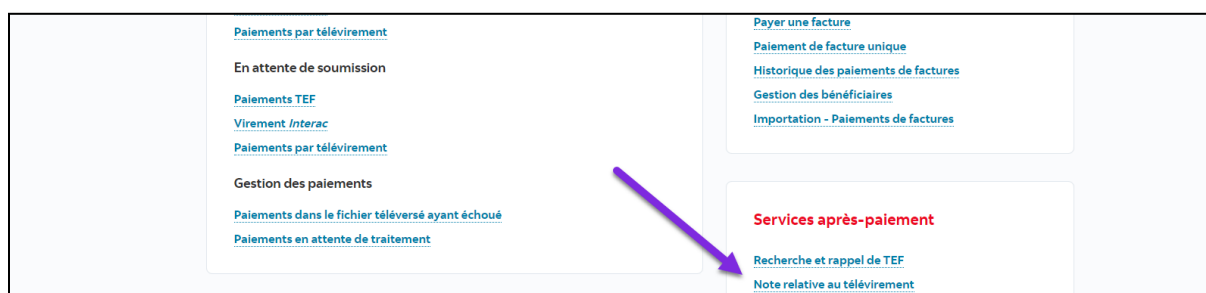 Paiements par télévirement
En attente de soumission
Paiements TEF
Virement Interac
Paiements par télévirement
Gestion des paiements
Paiements dans le fichier téléversé ayant échoué
Paiements en attente de traitement
Payer une facture
Paiement de facture unique
Historique des paiements de factures
Gestion des bénéficiaires
Importation - Paiements de factures
Services après-paiement
Recherche et rappel de TEF
Note relative au télévirement